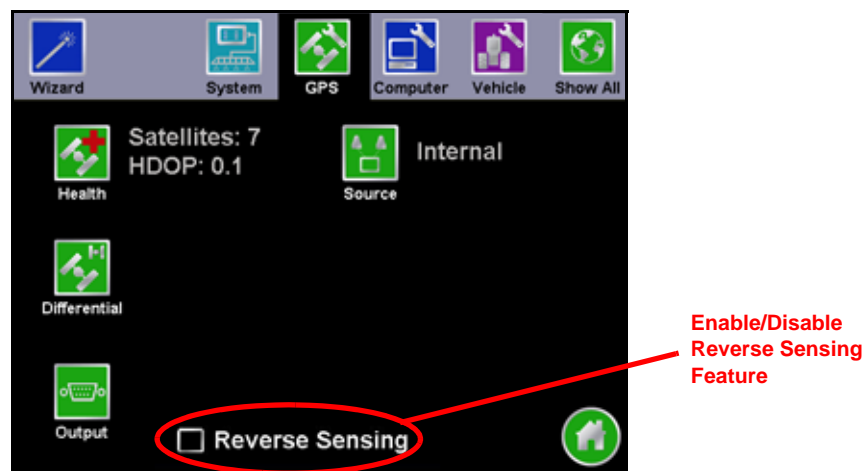 Wizard
System
GPS
Computer
Vehicle
Show All
Satellites: 7
HDOP: 0.1
Health
Internal
Source
Differential
Output
Reverse Sensing
Enable/Disable
Reverse Sensing
Feature